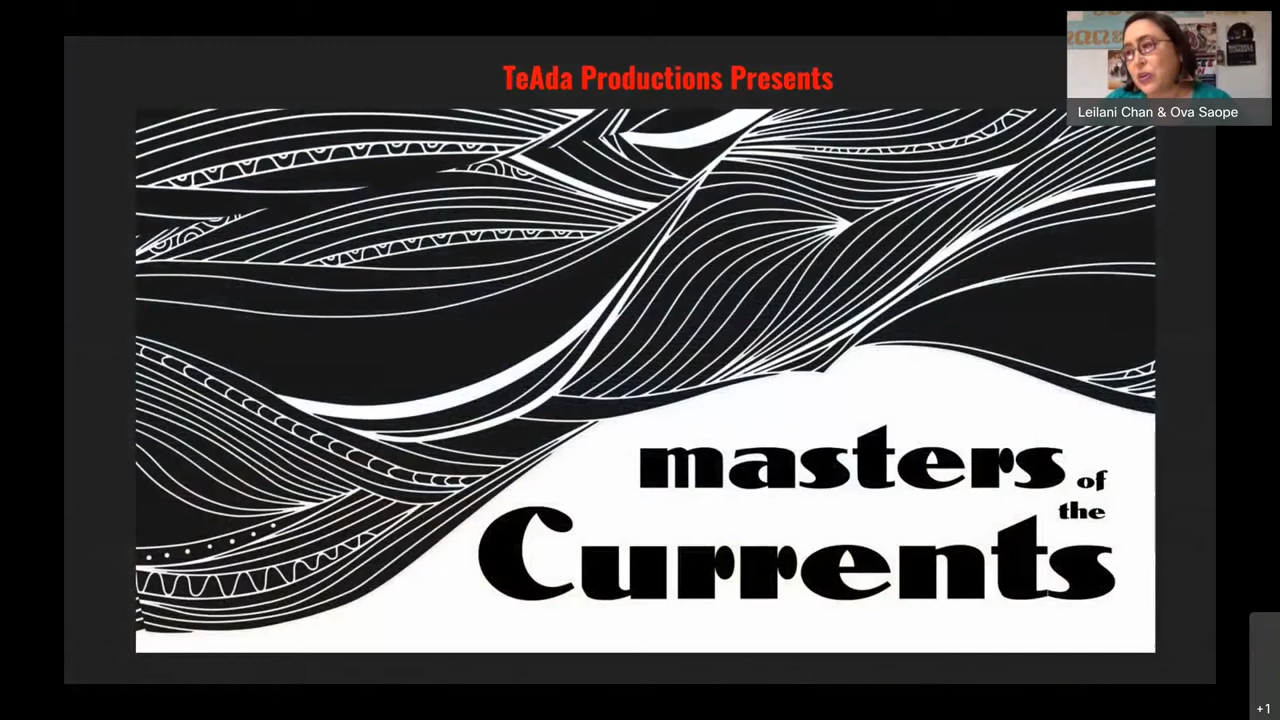 TeAda Productions Presents
Leilani Chan & Ova Saope
masters of
the
Currents
+1